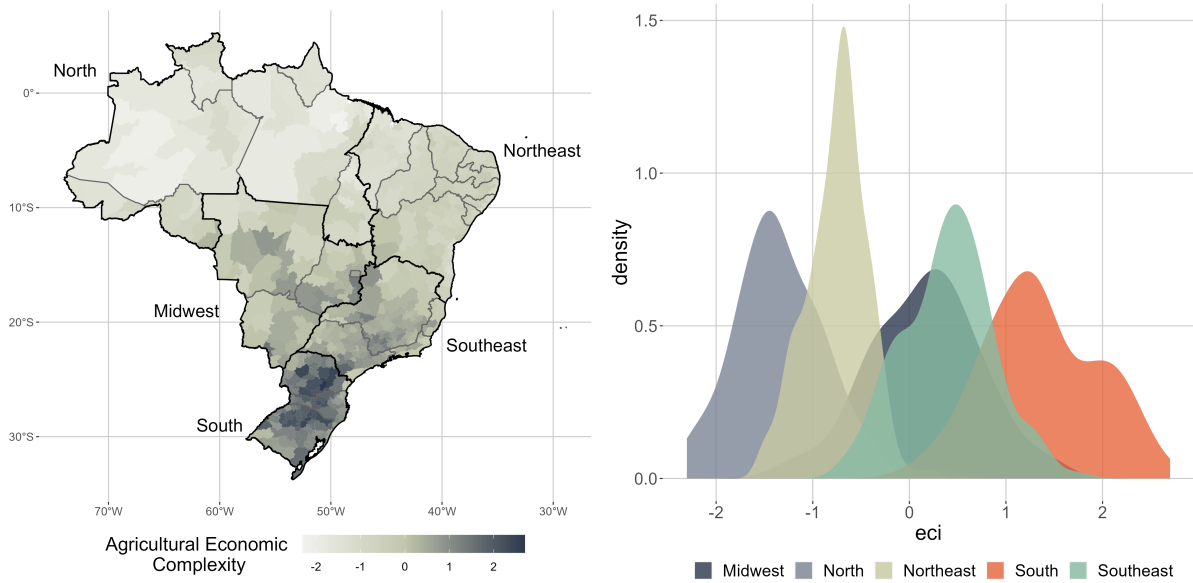 North
Northeast
Midwest
Southeast
South
0°
10°S
20°S
30°S
70°W
60°W
50°W
40°W
30°W
Agricultural Economic
Complexity
-2
-1
0
1
2
density
1.5
1.0
0.5
0.0
-2
-1
0
1
2
eci
Midwest
North
Northeast
South
Southeast